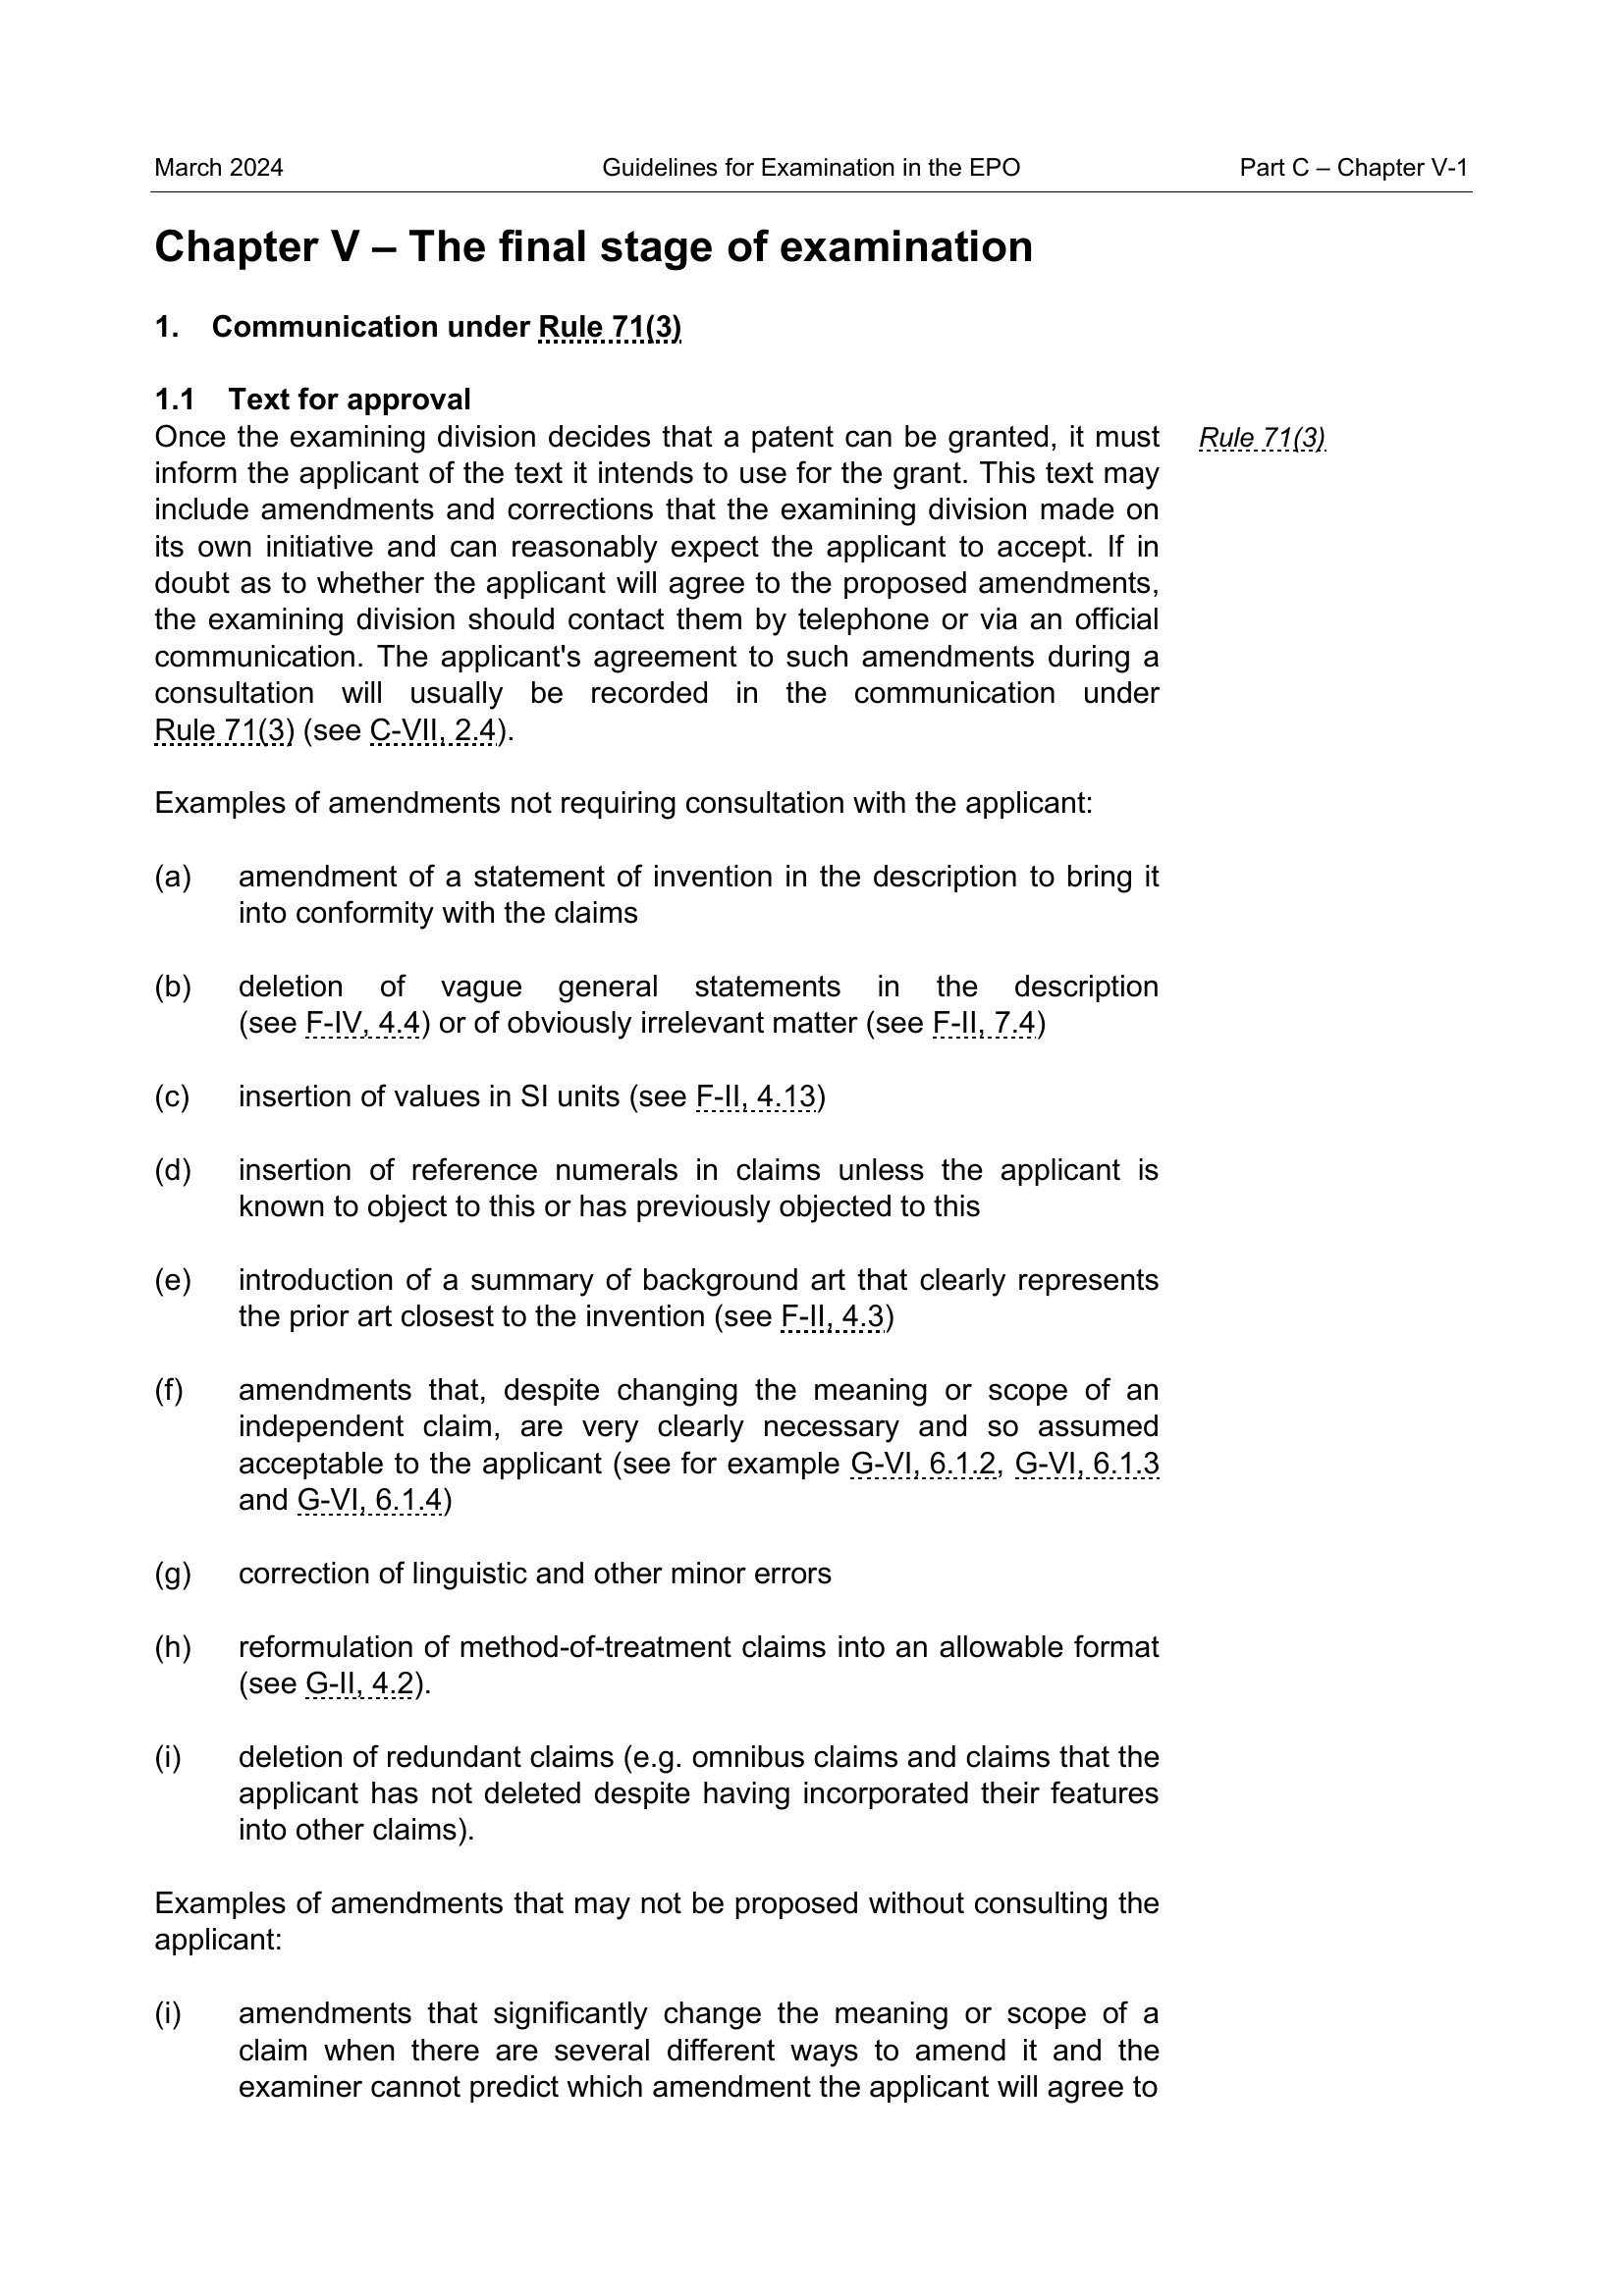 March 2024 Guidelines for Examination in the EPO Part C – Chapter V-1
Chapter V – The final stage of examination
1. Communication under Rule 71(3)
1.1 Text for approval
Once the examining division decides that a patent can be granted, it must Rule 71(3)
inform the applicant of the text it intends to use for the grant. This text may
include amendments and corrections that the examining division made on
its own initiative and can reasonably expect the applicant to accept. If in
doubt as to whether the applicant will agree to the proposed amendments,
the examining division should contact them by telephone or via an official
communication. The applicant's agreement to such amendments during a
consultation will usually be recorded in the communication under
Rule 71(3) (see C-VII, 2.4).
Examples of amendments not requiring consultation with the applicant:
(a) amendment of a statement of invention in the description to bring it
into conformity with the claims
(b) deletion of vague general statements in the description
(see F-IV, 4.4) or of obviously irrelevant matter (see F-II, 7.4)
(c) insertion of values in SI units (see F-II, 4.13)
(d) insertion of reference numerals in claims unless the applicant is
known to object to this or has previously objected to this
(e) introduction of a summary of background art that clearly represents
the prior art closest to the invention (see F-II, 4.3)
(f) amendments that, despite changing the meaning or scope of an
independent claim, are very clearly necessary and so assumed
acceptable to the applicant (see for example G-VI, 6.1.2, G-VI, 6.1.3
and G-VI, 6.1.4)
(g) correction of linguistic and other minor errors
(h) reformulation of method-of-treatment claims into an allowable format
(see G-II, 4.2).
(i) deletion of redundant claims (e.g. omnibus claims and claims that the
applicant has not deleted despite having incorporated their features
into other claims).
Examples of amendments that may not be proposed without consulting the
applicant:
(i) amendments that significantly change the meaning or scope of a
claim when there are several different ways to amend it and the
examiner cannot predict which amendment the applicant will agree to